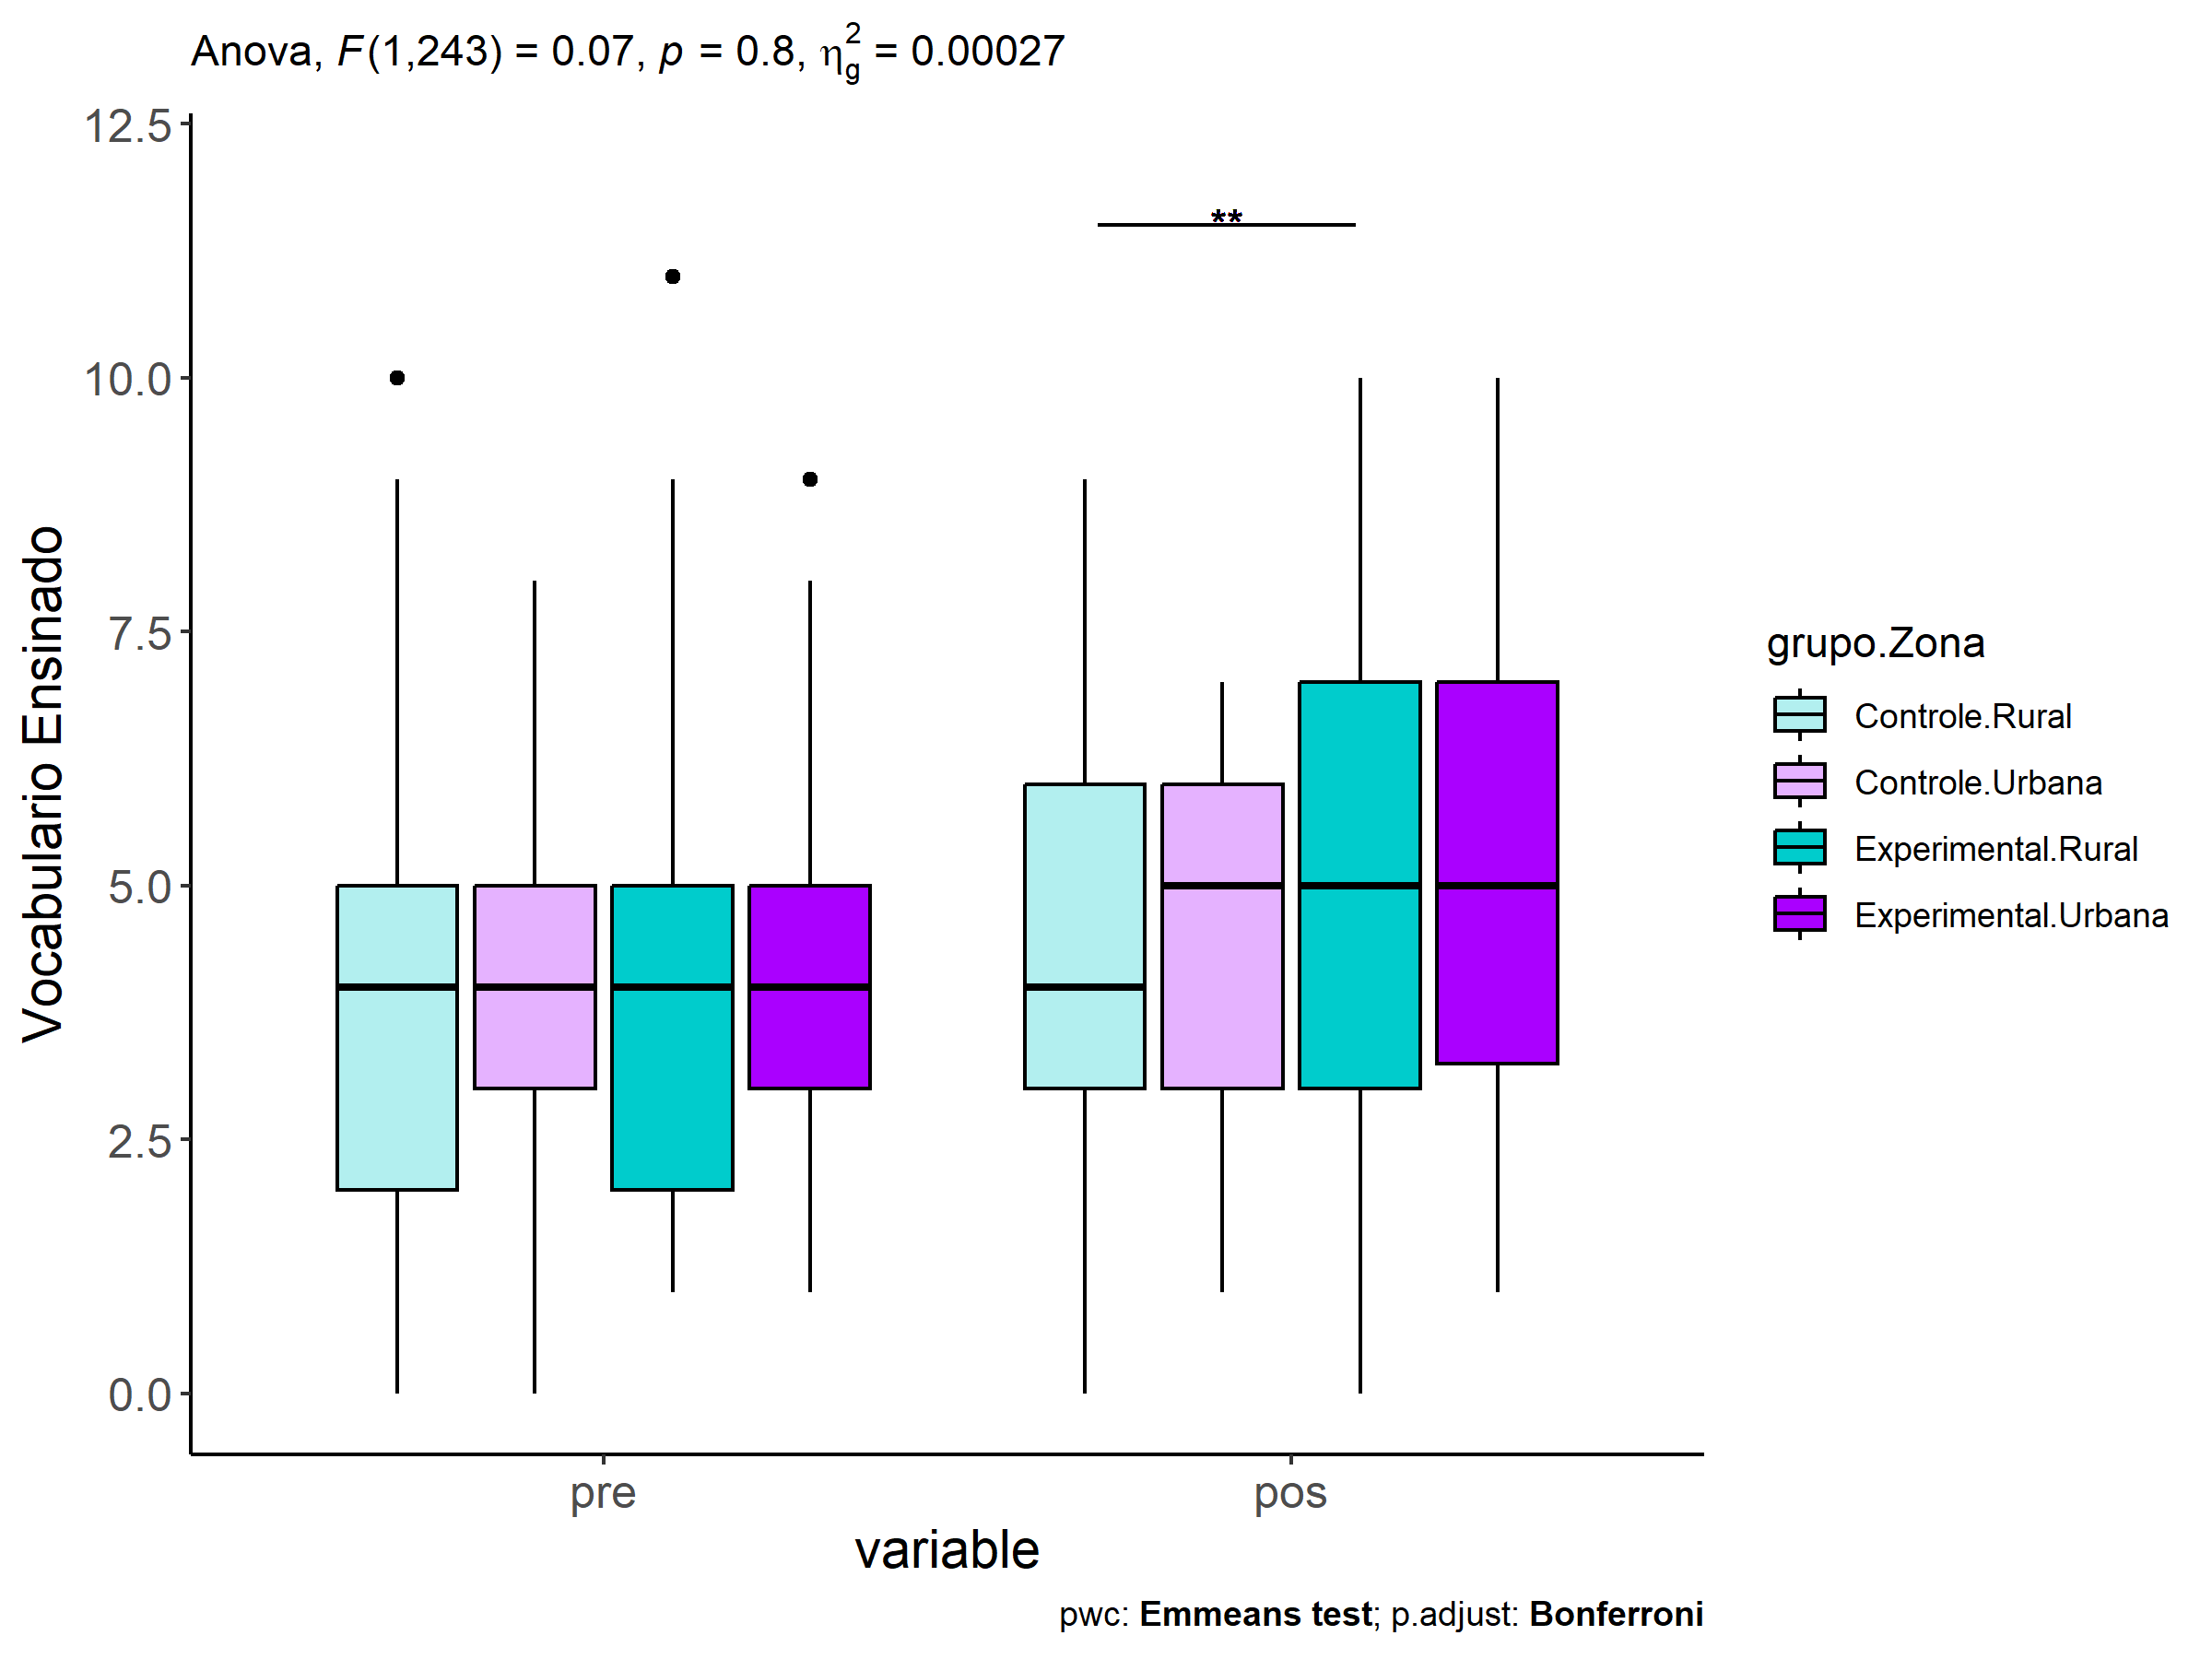 Anova, F(1,243) = 0.07, p = 0.8, η²g = 0.00027
12.5
10.0
7.5
5.0
2.5
0.0
Vocabulario Ensinado
**
pre
pos
variable
grupo.Zona
Controle.Rural
Controle.Urbana
Experimental.Rural
Experimental.Urbana
pwc: Emmeans test; p.adjust: Bonferroni